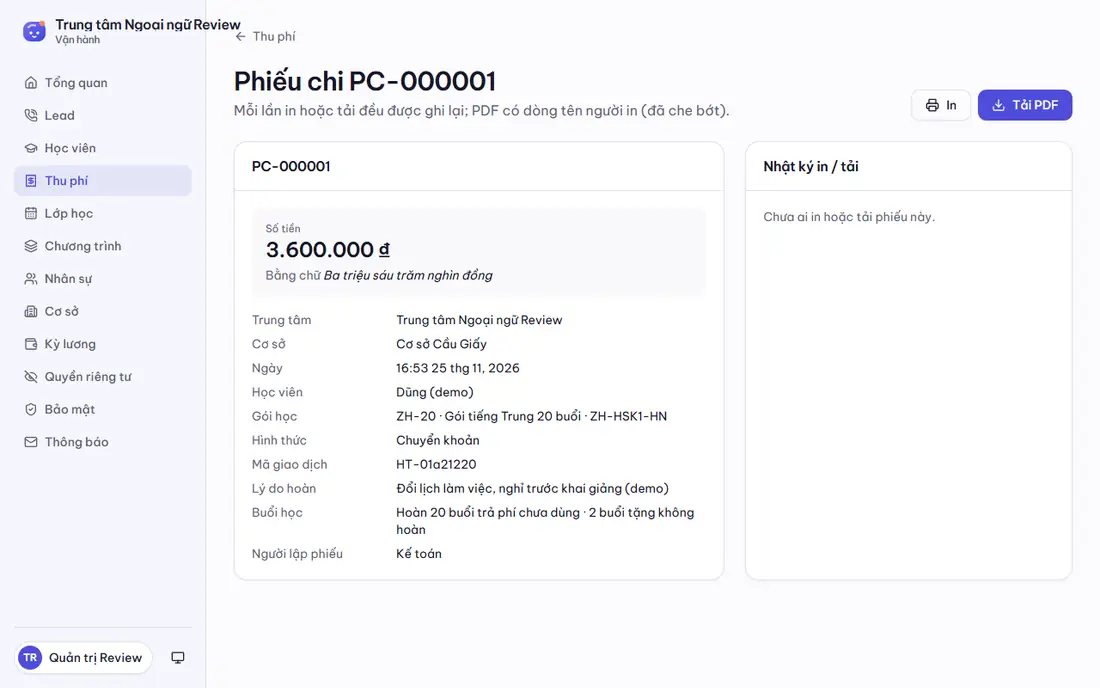 Trung tâm Ngoại ngữ Review
Vận hành
Tổng quan
Lead
Học viên
Thu phí
Lớp học
Chương trình
Nhân sự
Cơ sở
Kỳ lương
Quyền riêng tư
Bảo mật
Thông báo
TR
Quản trị Review
Thu phí
Phiếu chi PC-000001
Mỗi lần in hoặc tải đều được ghi lại; PDF có dòng tên người in (đã che bớt).
In
Tải PDF
PC-000001
Số tiền
3.600.000 ₫
Bằng chữ Ba triệu sáu trăm nghìn đồng
Trung tâm Trung tâm Ngoại ngữ Review
Cơ sở Cơ sở Cầu Giấy
Ngày 16:53 25 thg 11, 2026
Học viên Dũng (demo)
Gói học ZH-20 · Gói tiếng Trung 20 buổi · ZH-HSK1-HN
Hình thức Chuyển khoản
Mã giao dịch HT-01a21220
Lý do hoàn Đổi lịch làm việc, nghỉ trước khai giảng (demo)
Buổi học Hoàn 20 buổi trả phí chưa dùng · 2 buổi tặng không
hoàn
Người lập phiếu Kế toán
Nhật ký in / tải
Chưa ai in hoặc tải phiếu này.